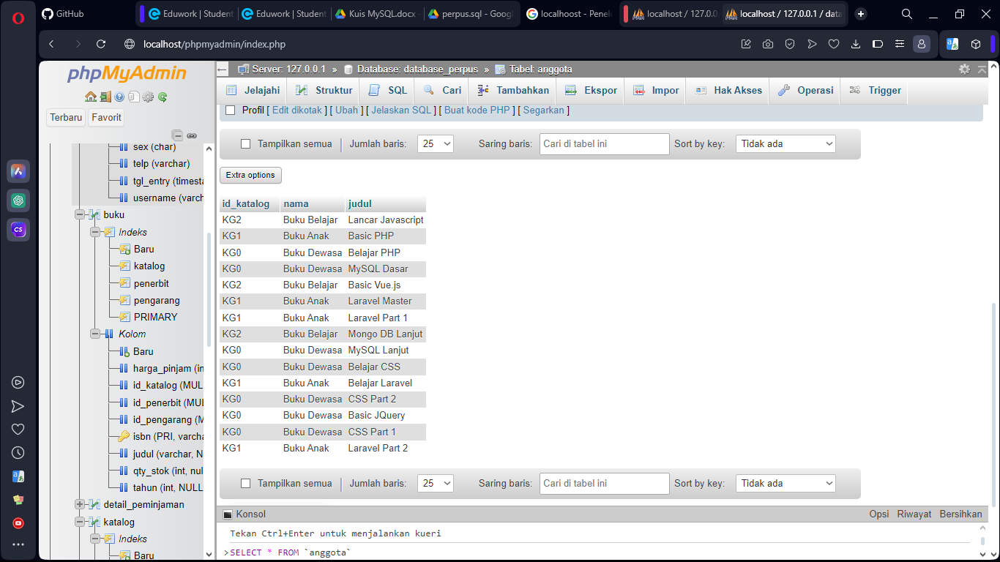 GitHub
Eduwork | Student
Eduwork | Student
Kuis MySQL.docx -
perpus.sql - Googl
localhoost - Penelu
localhost / 127.0.0
localhoost / 127.0.0.1 / data
localhost/phpmyadmin/index.php
phpMyAdmin
Terbaru Favorit
sex (char)
telp (varchar)
tgl_entry (timesta
username (varch
buku
Indeks
Baru
katalog
penerbit
pengarang
PRIMARY
Kolom
Baru
harga_pinjam (in
id_katalog (MUL
id_penerbit (MUL
id_pengarang (M
isbn (PRI, varcha
judul (varchar, N
qty_stok (int, nul
tahun (int, NULL
detail_peminjaman
katalog
Indeks
Baru
Server: 127.0.0.1 » Database: database_perpus » Tabel: anggota
Jelajahi Struktur SQL Cari Tambahkan Ekspor Impor Hak Akses Operasi Trigger
Profil [ Edit dikotak ] [ Ubah ] [ Jelaskan SQL ] [ Buat kode PHP ] [ Segarkan ]
Tampilkan semua Jumlah baris: 25 Saring baris: Cari di tabel ini Sort by key: Tidak ada
Extra options
id_katalog nama judul
KG2 Buku Belajar Lancar Javascript
KG1 Buku Anak Basic PHP
KG0 Buku Dewasa Belajar PHP
KG0 Buku Dewasa MySQL Dasar
KG2 Buku Belajar Basic Vue.js
KG1 Buku Anak Laravel Master
KG1 Buku Anak Laravel Part 1
KG2 Buku Belajar Mongo DB Lanjut
KG0 Buku Dewasa MySQL Lanjut
KG0 Buku Dewasa Belajar CSS
KG1 Buku Anak Belajar Laravel
KG0 Buku Dewasa CSS Part 2
KG0 Buku Dewasa Basic JQuery
KG0 Buku Dewasa CSS Part 1
KG1 Buku Anak Laravel Part 2
Tampilkan semua Jumlah baris: 25 Saring baris: Cari di tabel ini Sort by key: Tidak ada
Konsol Opsi Riwayat Bersihkan
Tekan Ctrl+Enter untuk menjalankan kueri
>SELECT * FROM `anggota`